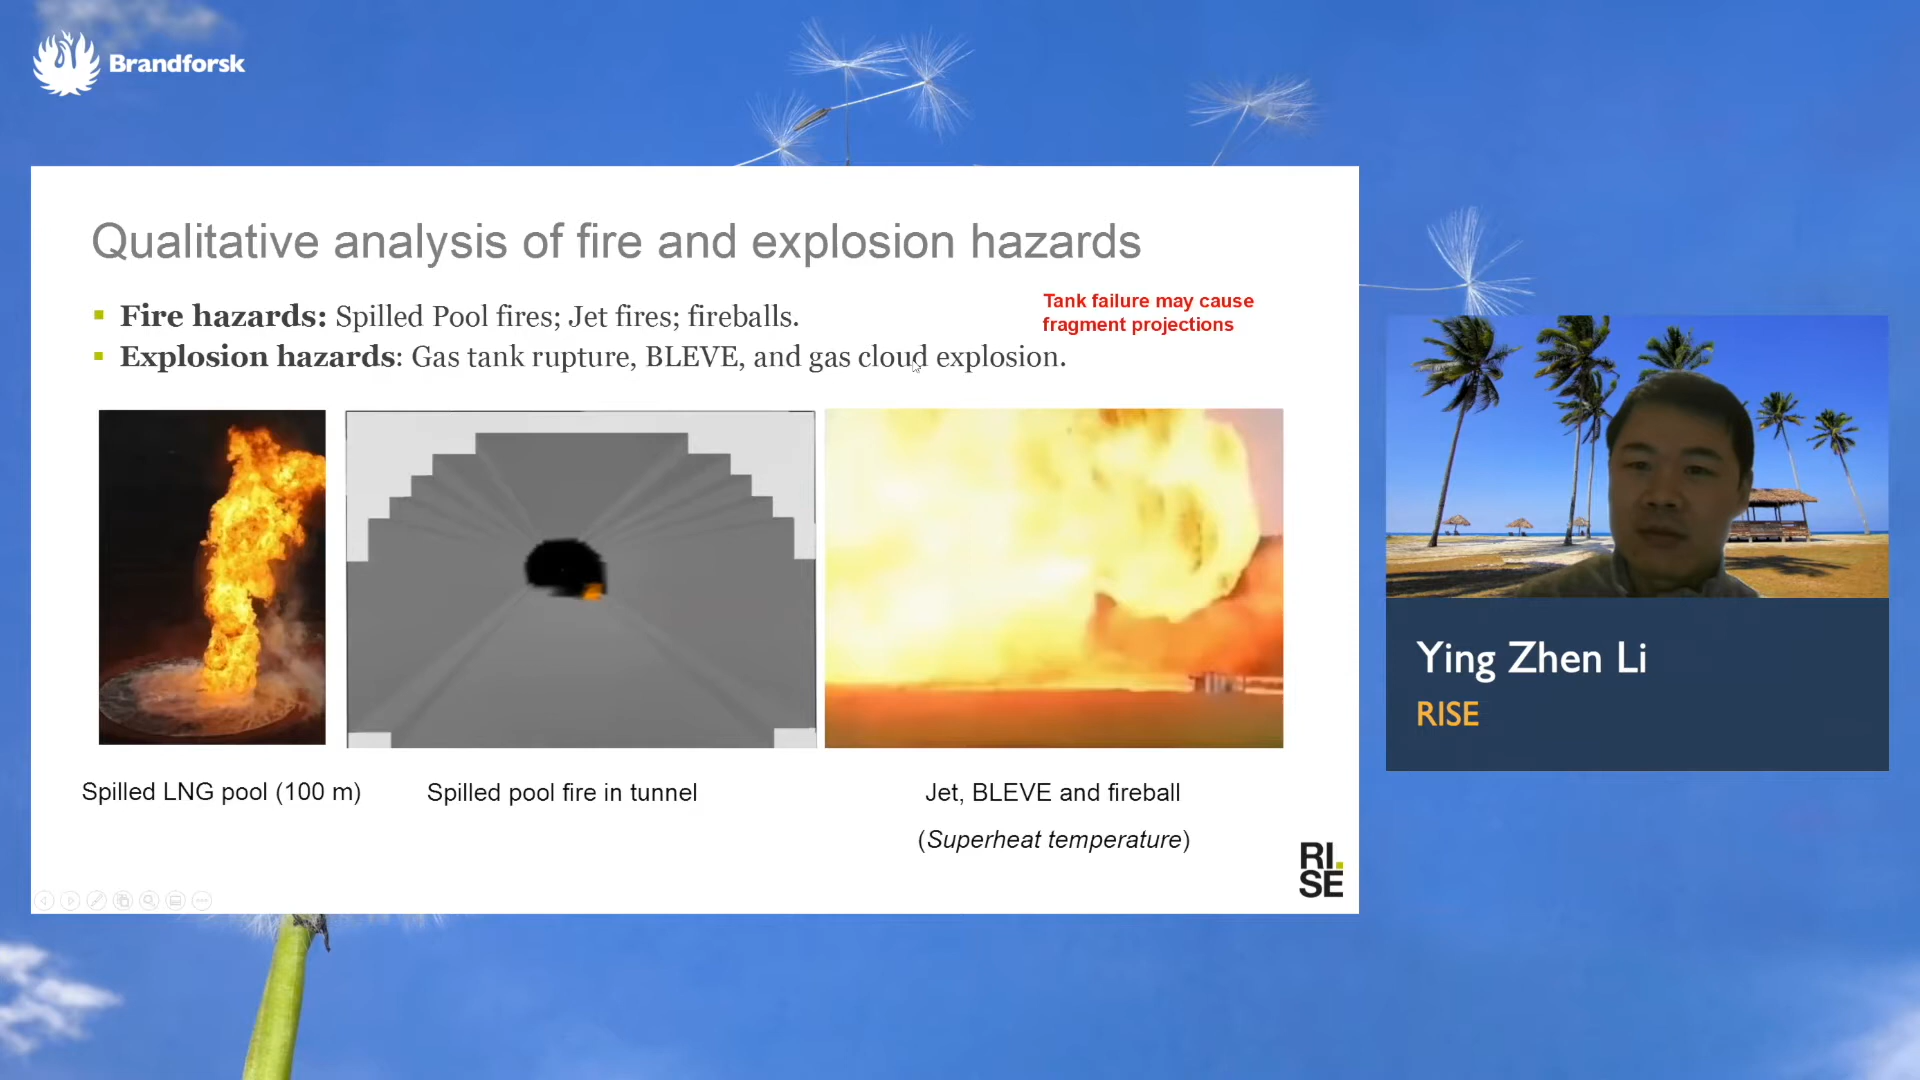 Brandforsk
Qualitative analysis of fire and explosion hazards
Tank failure may cause
fragment projections
Fire hazards: Spilled Pool fires; Jet fires; fireballs.
Explosion hazards: Gas tank rupture, BLEVE, and gas cloud explosion.
Spilled LNG pool (100 m)
Spilled pool fire in tunnel
Jet, BLEVE and fireball
(Superheat temperature)
RI.
SE
Ying Zhen Li
RISE